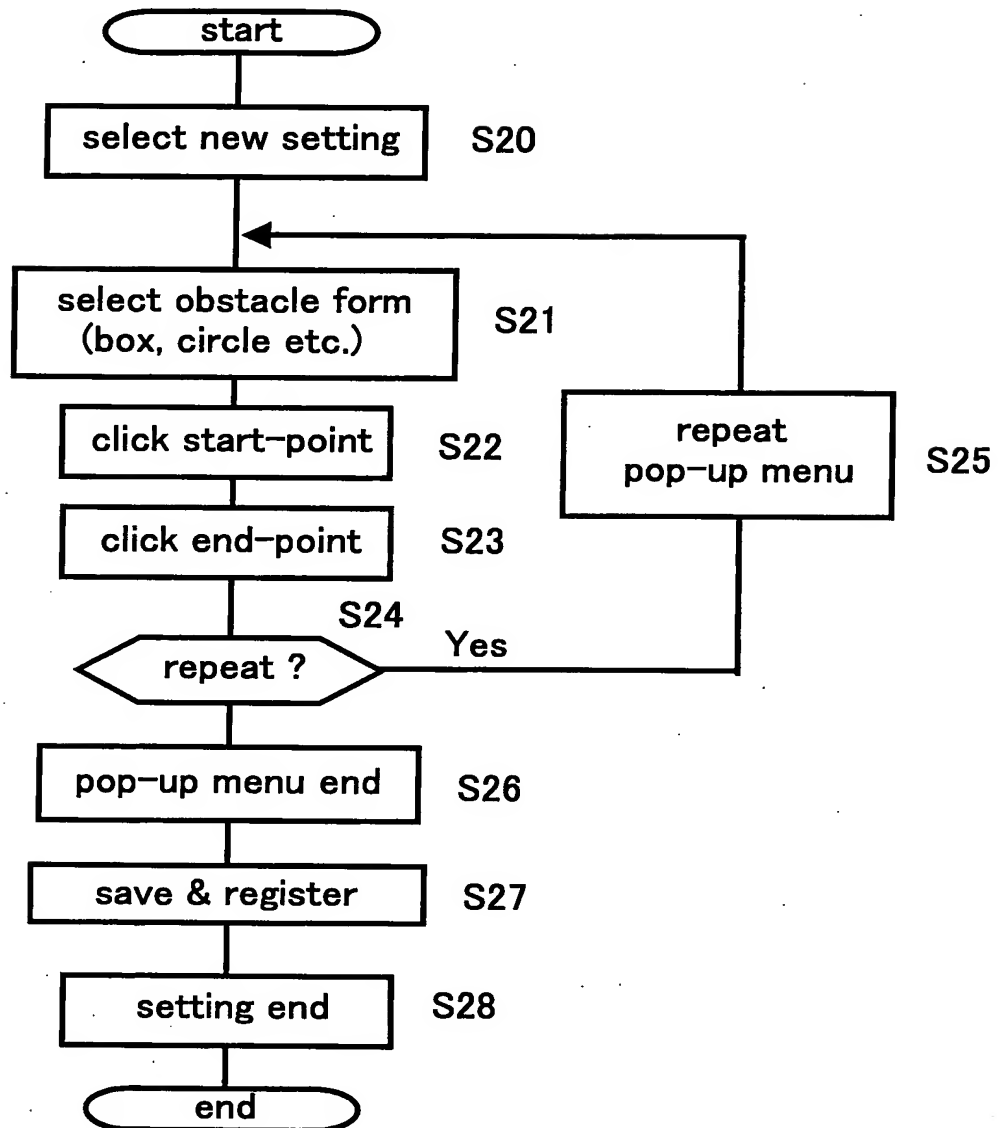 start
select new setting S20
select obstacle form
(box, circle etc.) S21
click start-point S22
click end-point S23
S24
repeat ? Yes
repeat
pop-up menu S25
pop-up menu end S26
save & register S27
setting end S28
end